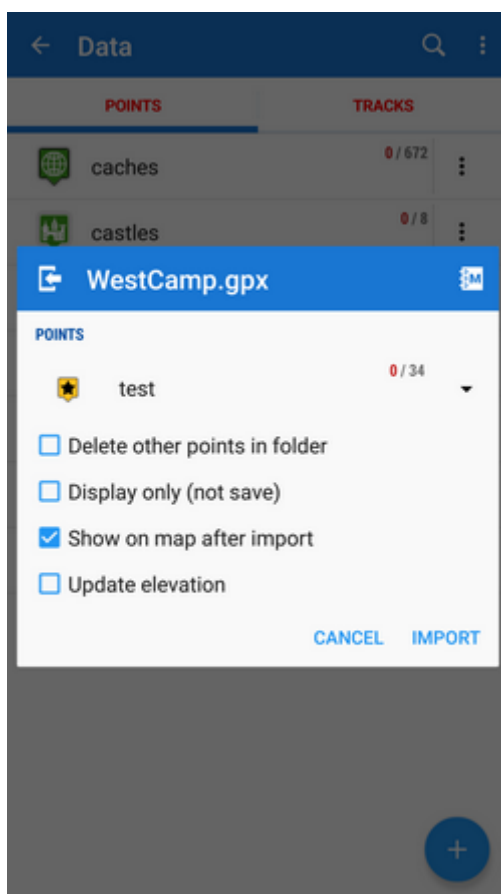 Data
POINTS TRACKS
caches 0 / 672
castles 0 / 8
WestCamp.gpx M
POINTS
test 0 / 34
Delete other points in folder
Display only (not save)
Show on map after import
Update elevation
CANCEL IMPORT